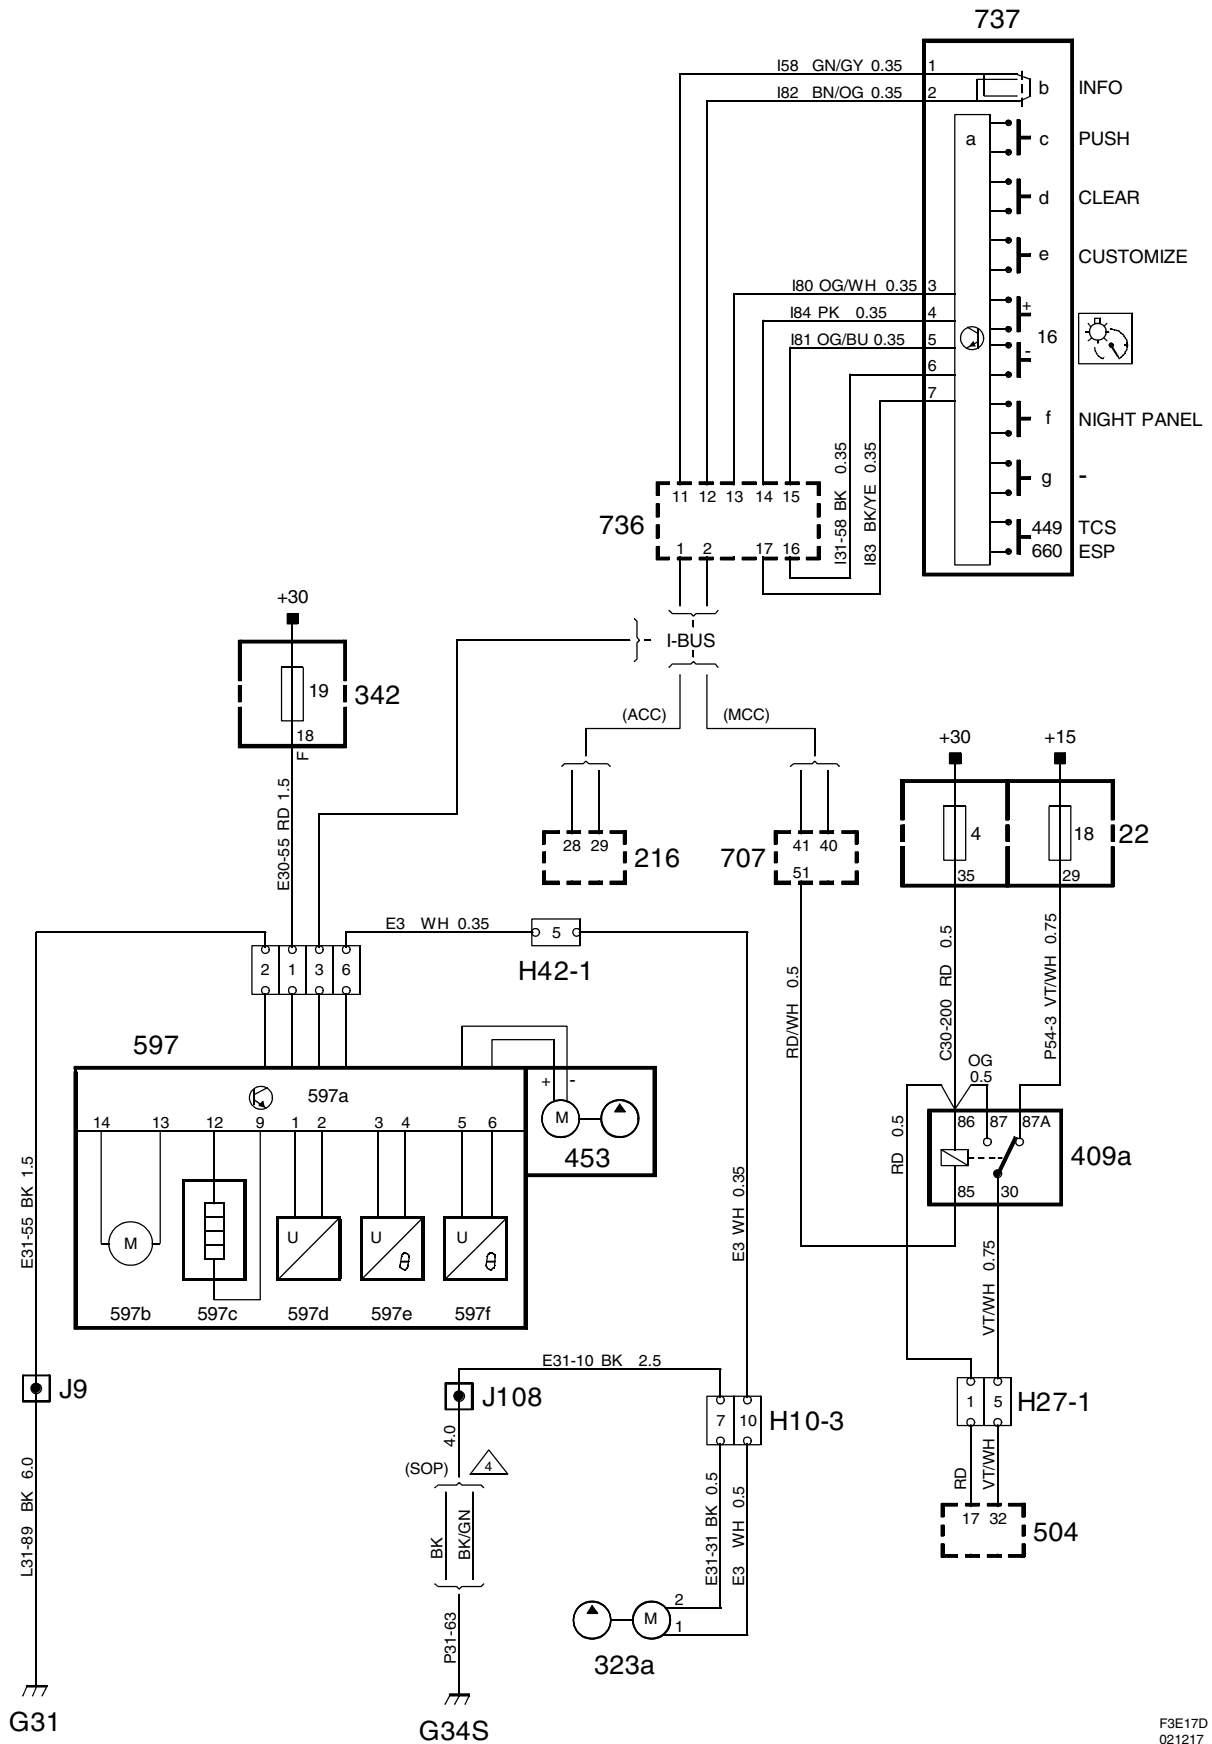 737
I58 GN/GY 0.35 1
I82 BN/OG 0.35 2
b INFO
a
c PUSH
d CLEAR
e CUSTOMIZE
I80 OG/WH 0.35 3
I84 PK 0.35 4
I81 OG/BU 0.35 5
6
7
+
16
-
f NIGHT PANEL
g -
449 TCS
660 ESP
I31-58 BK 0.35
I83 BK/YE 0.35
11 12 13 14 15
736
1 2 17 16
I-BUS
+30
19
342
18
F
E30-55 RD 1.5
(ACC) (MCC)
28 29
216
41 40
707
51
+30 +15
4 18
22
35 29
E3 WH 0.35
5
H42-1
2 1 3 6
RD/WH 0.5
C30-200 RD 0.5
P54-3 VT/WH 0.75
OG
0.5
RD 0.5
597
597a
+ -
M
453
14 13 12 9 1 2 3 4 5 6
86 87 87A
409a
85 30
E31-55 BK 1.5
M
U
U θ
U θ
597b 597c 597d 597e 597f
E3 WH 0.35
VT/WH 0.75
J9
E31-10 BK 2.5
J108
7 10
H10-3
1 5
H27-1
4.0
(SOP) 4
BK
BK/GN
P31-63
E31-31 BK 0.5
E3 WH 0.5
RD
VT/WH
17 32
504
L31-89 BK 6.0
M
2
1
323a
G31
G34S
F3E17D
021217